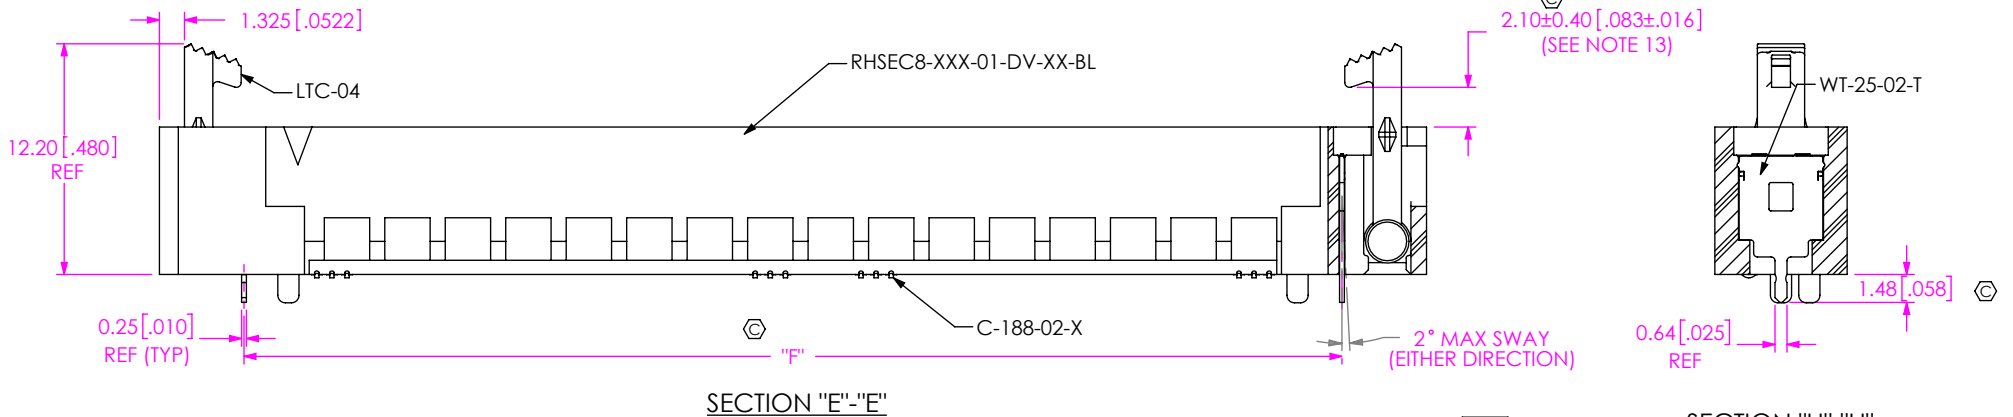 1.325[.0522]
C
2.10±0.40[.083±.016]
(SEE NOTE 13)
RHSEC8-XXX-01-DV-XX-BL
LTC-04
WT-25-02-T
12.20[.480]
REF
1.48[.058]
C
0.25[.010]
REF (TYP)
C
C-188-02-X
"F"
2° MAX SWAY
(EITHER DIRECTION)
0.64[.025]
REF
SECTION "E"-"E"
SECTION